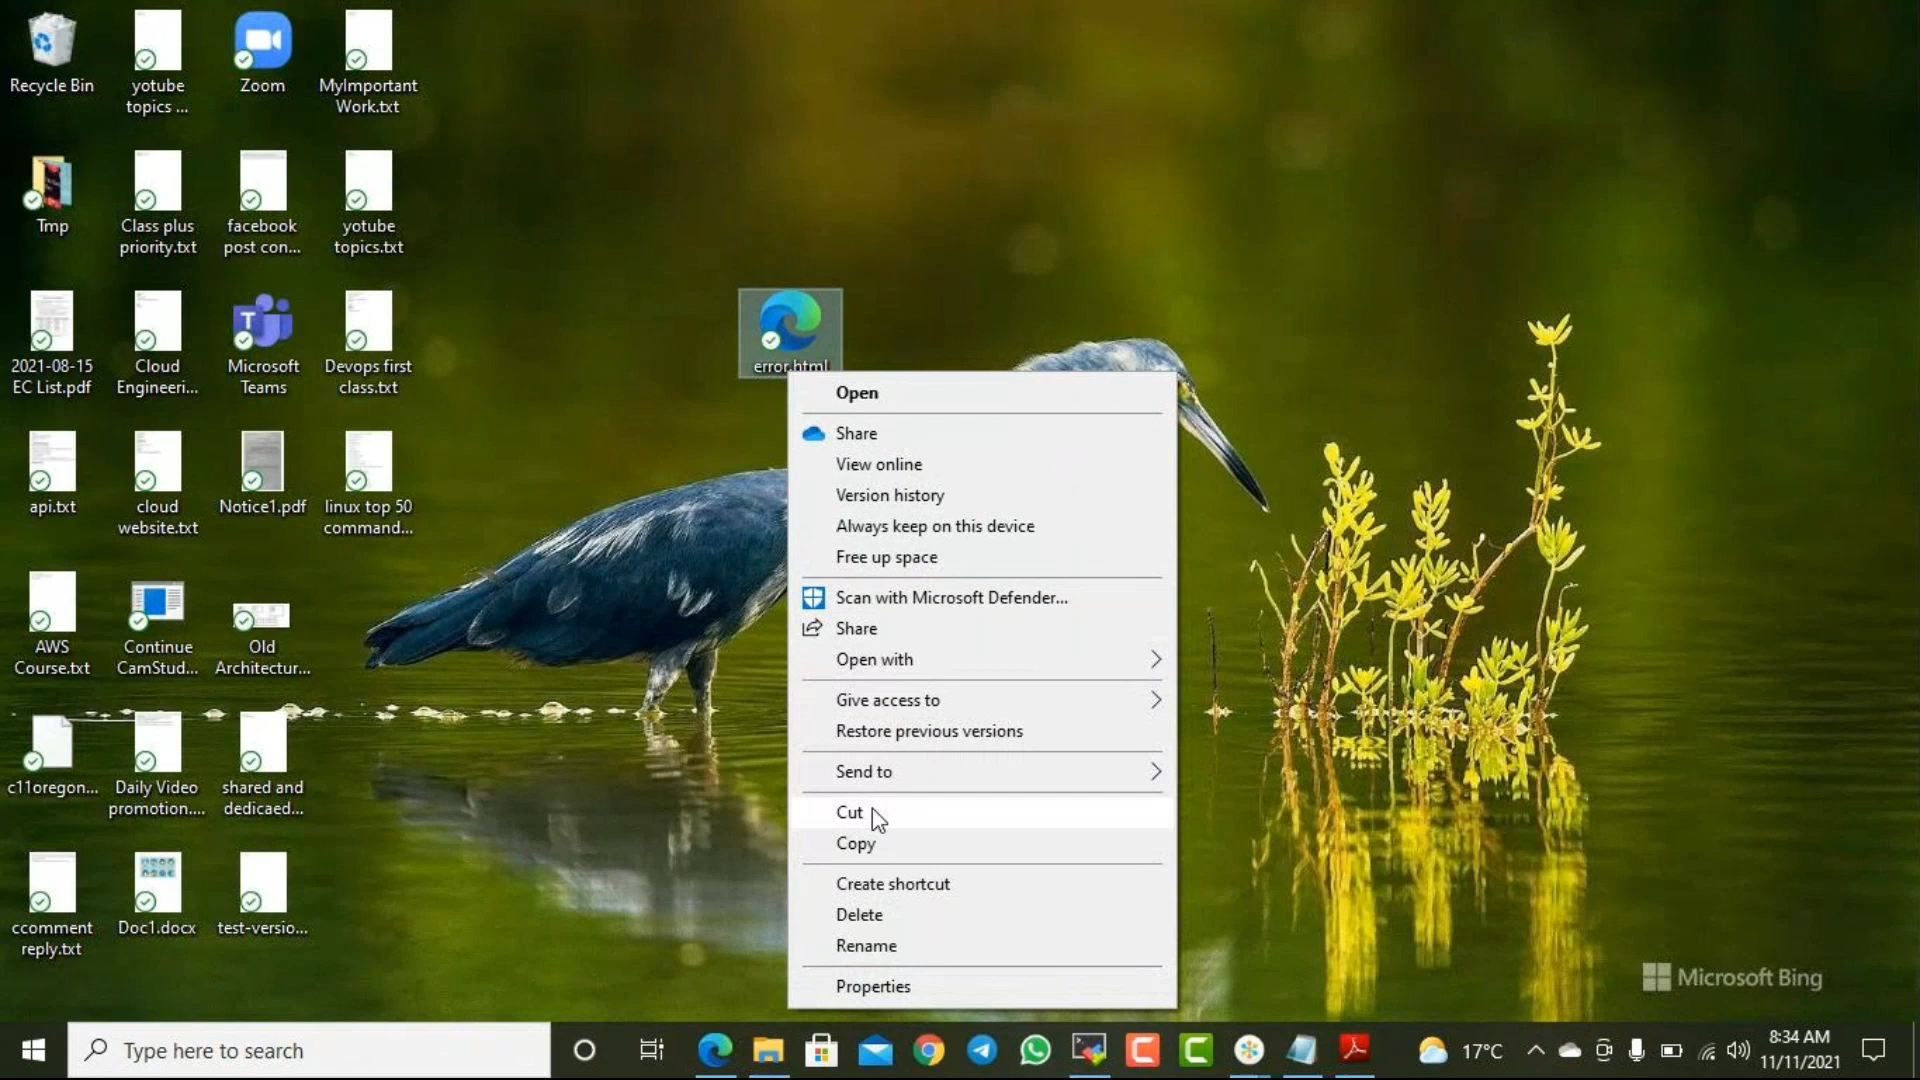 Recycle Bin
yotube
topics ...
Zoom
MyImportant
Work.txt
Tmp
Class plus
priority.txt
facebook
post con...
yotube
topics.txt
2021-08-15
EC List.pdf
Cloud
Engineeri...
Microsoft
Teams
Devops first
class.txt
error.html
api.txt
cloud
website.txt
Notice1.pdf
linux top 50
command...
AWS
Course.txt
Continue
CamStud...
Old
Architectur...
c11oregon...
Daily Video
promotion....
shared and
dedicaed...
ccomment
reply.txt
Doc1.docx
test-versio...
Open
Share
View online
Version history
Always keep on this device
Free up space
Scan with Microsoft Defender...
Share
Open with
Give access to
Restore previous versions
Send to
Cut
Copy
Create shortcut
Delete
Rename
Properties
Microsoft Bing
Type here to search
17°C
8:34 AM
11/11/2021